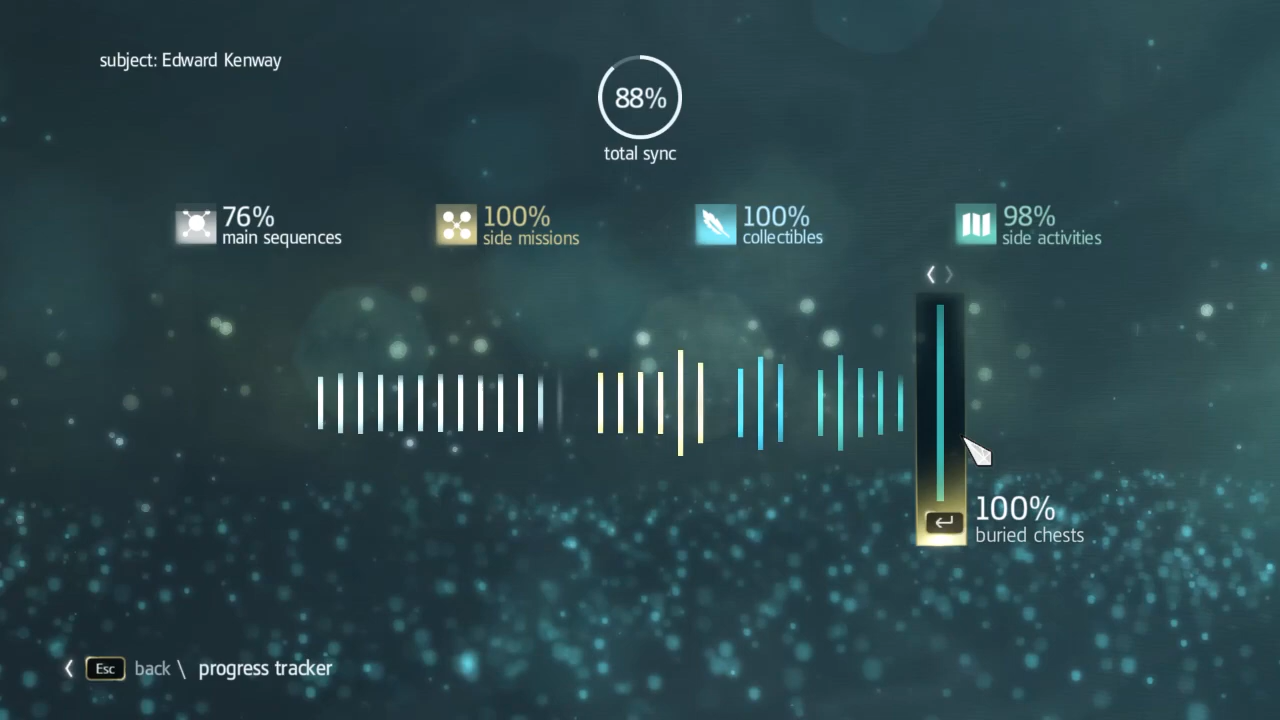 subject: Edward Kenway
88%
total sync
76%
main sequences
100%
side missions
100%
collectibles
98%
side activities
100%
buried chests
Esc back \ progress tracker